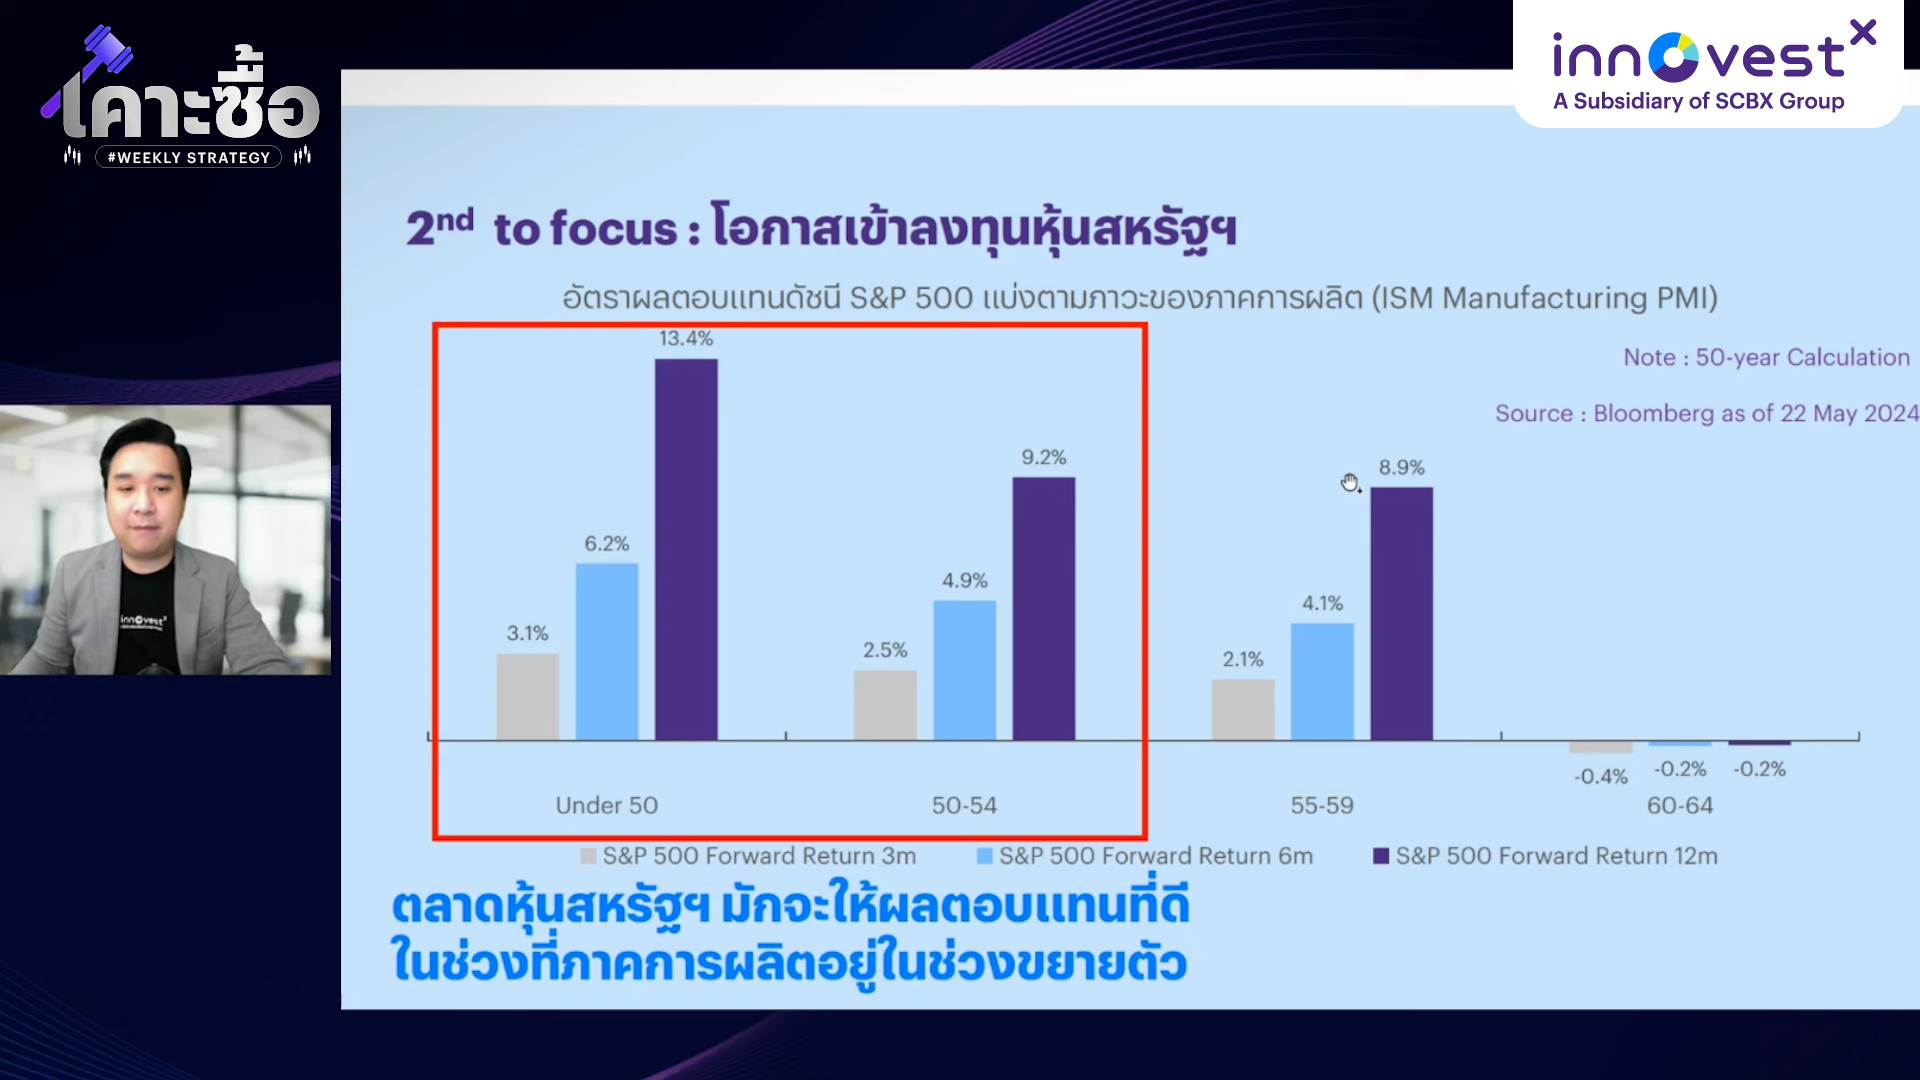 เคาะซื้อ
#WEEKLY STRATEGY
innovestx
A Subsidiary of SCBX Group
2nd to focus : โอกาสเข้าลงทุนหุ้นสหรัฐฯ
อัตราผลตอบแทนดัชนี S&P 500 แบ่งตามภาวะของภาคการผลิต (ISM Manufacturing PMI)
Note : 50-year Calculation
Source : Bloomberg as of 22 May 2024
3.1% 6.2% 13.4%
2.5% 4.9% 9.2%
2.1% 4.1% 8.9%
-0.4% -0.2% -0.2%
Under 50 50-54 55-59 60-64
S&P 500 Forward Return 3m S&P 500 Forward Return 6m S&P 500 Forward Return 12m
ตลาดหุ้นสหรัฐฯ มักจะให้ผลตอบแทนที่ดี
ในช่วงที่ภาคการผลิตอยู่ในช่วงขยายตัว
innovestx